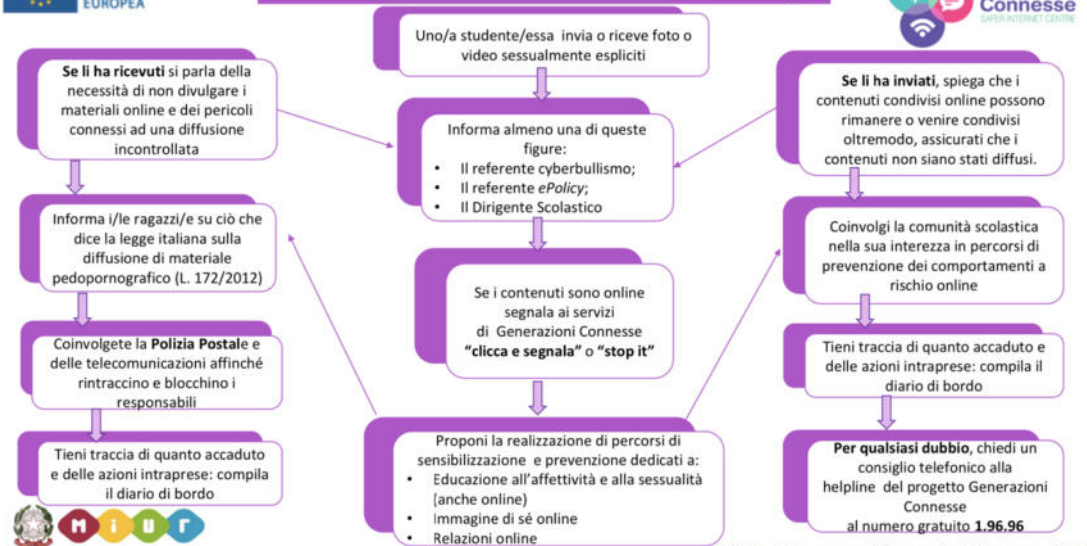 EUROPEA
Connesse
SAFER INTERNET CENTRE
Uno/a studente/essa invia o riceve foto o
video sessualmente espliciti
Se li ha ricevuti si parla della
necessità di non divulgare i
materiali online e dei pericoli
connessi ad una diffusione
incontrollata
Informa i/le ragazzi/e su ciò che
dice la legge italiana sulla
diffusione di materiale
pedopornografico (L. 172/2012)
Coinvolgete la Polizia Postale e
delle telecomunicazioni affinché
rintraccino e blocchino i
responsabili
Tieni traccia di quanto accaduto
e delle azioni intraprese: compila
il diario di bordo
Informa almeno una di queste
figure:
• Il referente cyberbullismo;
• Il referente ePolicy;
• Il Dirigente Scolastico
Se i contenuti sono online
segnala ai servizi
di Generazioni Connesse
“clicca e segnala” o “stop it”
Proponi la realizzazione di percorsi di
sensibilizzazione e prevenzione dedicati a:
• Educazione all’affettività e alla sessualità
(anche online)
• Immagine di sé online
• Relazioni online
Se li ha inviati, spiega che i
contenuti condivisi online possono
rimanere o venire condivisi
oltremodo, assicurati che i
contenuti non siano stati diffusi.
Coinvolgi la comunità scolastica
nella sua interezza in percorsi di
prevenzione dei comportamenti a
rischio online
Tieni traccia di quanto accaduto e
delle azioni intraprese: compila il
diario di bordo
Per qualsiasi dubbio, chiedi un
consiglio telefonico alla
helpline del progetto Generazioni
Connesse
al numero gratuito 1.96.96
MIUr